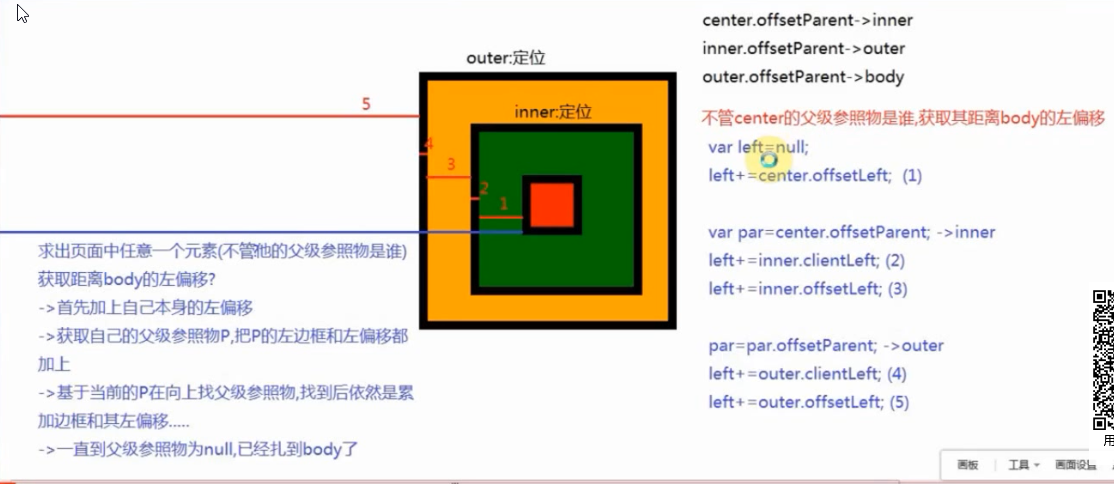 center.offsetParent->inner
inner.offsetParent->outer
outer.offsetParent->body
outer:定位
inner:定位
5
4
3
2
1
不管center的父级参照物是谁,获取其距离body的左偏移
var left=null;
left+=center.offsetLeft; (1)
var par=center.offsetParent; ->inner
left+=inner.clientLeft; (2)
left+=inner.offsetLeft; (3)
par=par.offsetParent; ->outer
left+=outer.clientLeft; (4)
left+=outer.offsetLeft; (5)
求出页面中任意一个元素(不管他的父级参照物是谁)
获取距离body的左偏移?
->首先加上自己本身的左偏移
->获取自己的父级参照物P,把P的左边框和左偏移都
加上
->基于当前的P在向上找父级参照物,找到后依然是累
加边框和其左偏移.....
->一直到父级参照物为null,已经扎到body了
用
画板
工具
画面设置